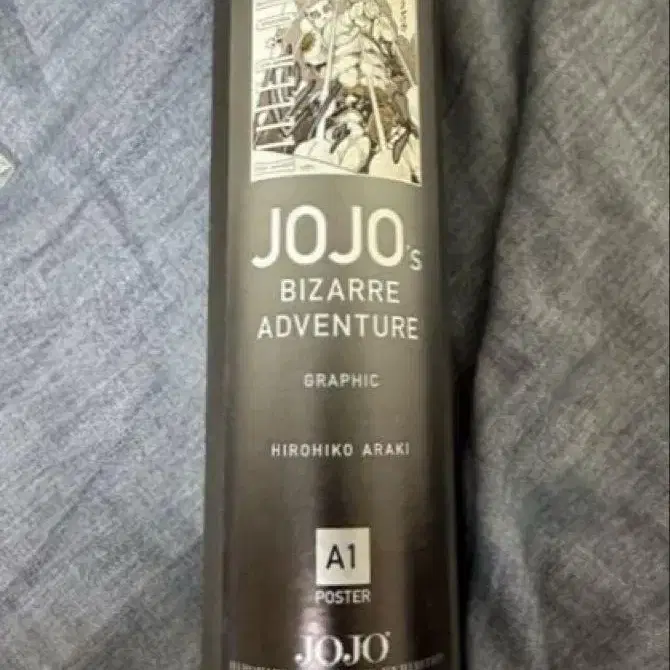 JOJO's
BIZARRE
ADVENTURE
GRAPHIC
HIROHIKO ARAKI
A1
POSTER
JOJO